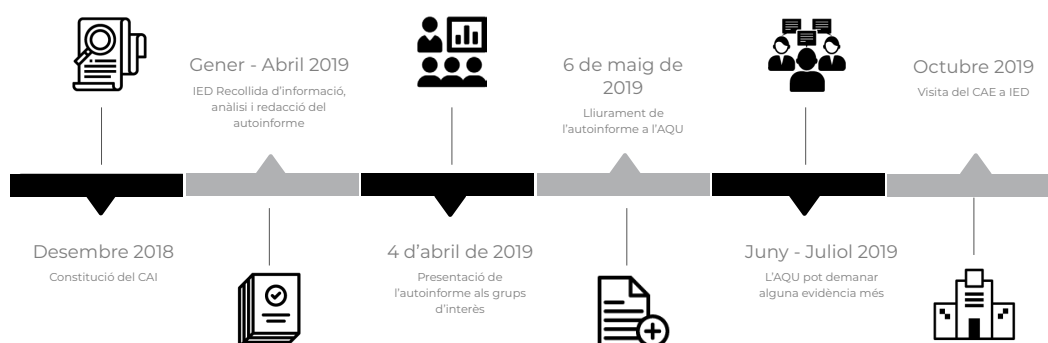 Gener - Abril 2019
IED Recollida d'informació,
anàlisi i redacció del
autoinforme
6 de maig de
2019
Lliurament de
l'autoinforme a l'AQU
Octubre 2019
Visita del CAE a IED
Desembre 2018
Constitució del CAI
4 d'abril de 2019
Presentació de
l'autoinforme als grups
d'interès
Juny - Juliol 2019
L'AQU pot demanar
alguna evidència més